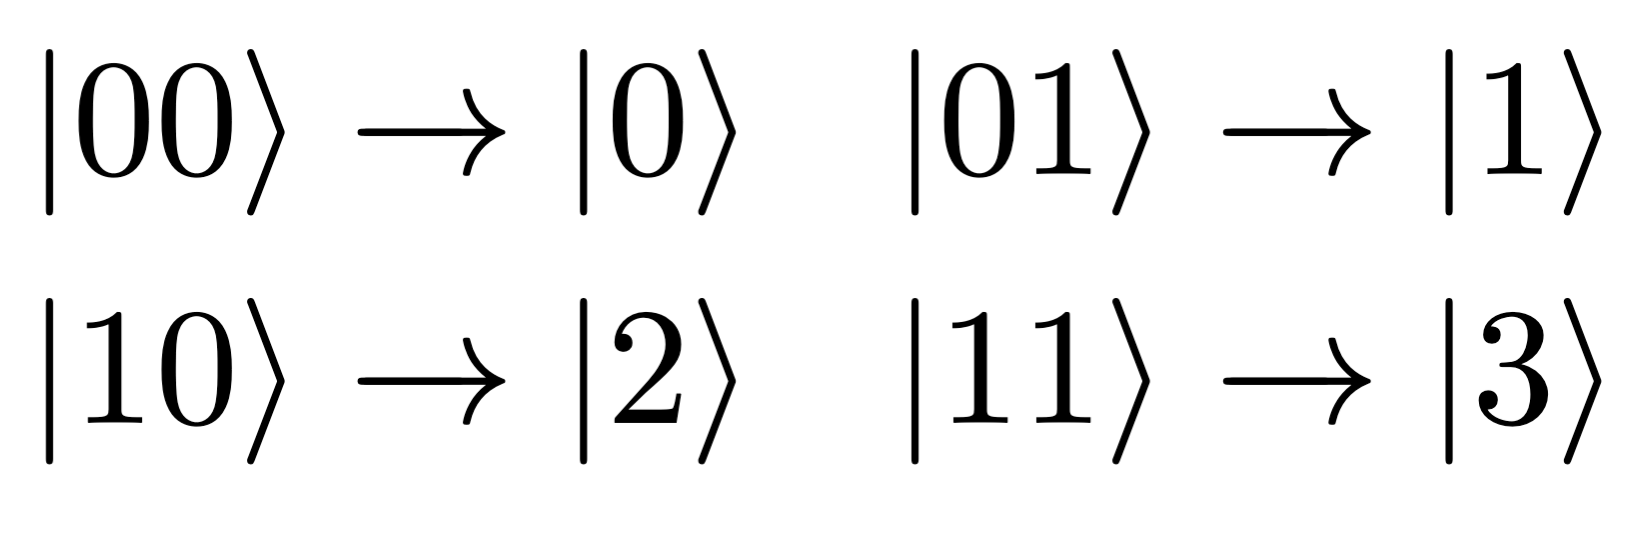 |00⟩ → |0⟩ |01⟩ → |1⟩
|10⟩ → |2⟩ |11⟩ → |3⟩